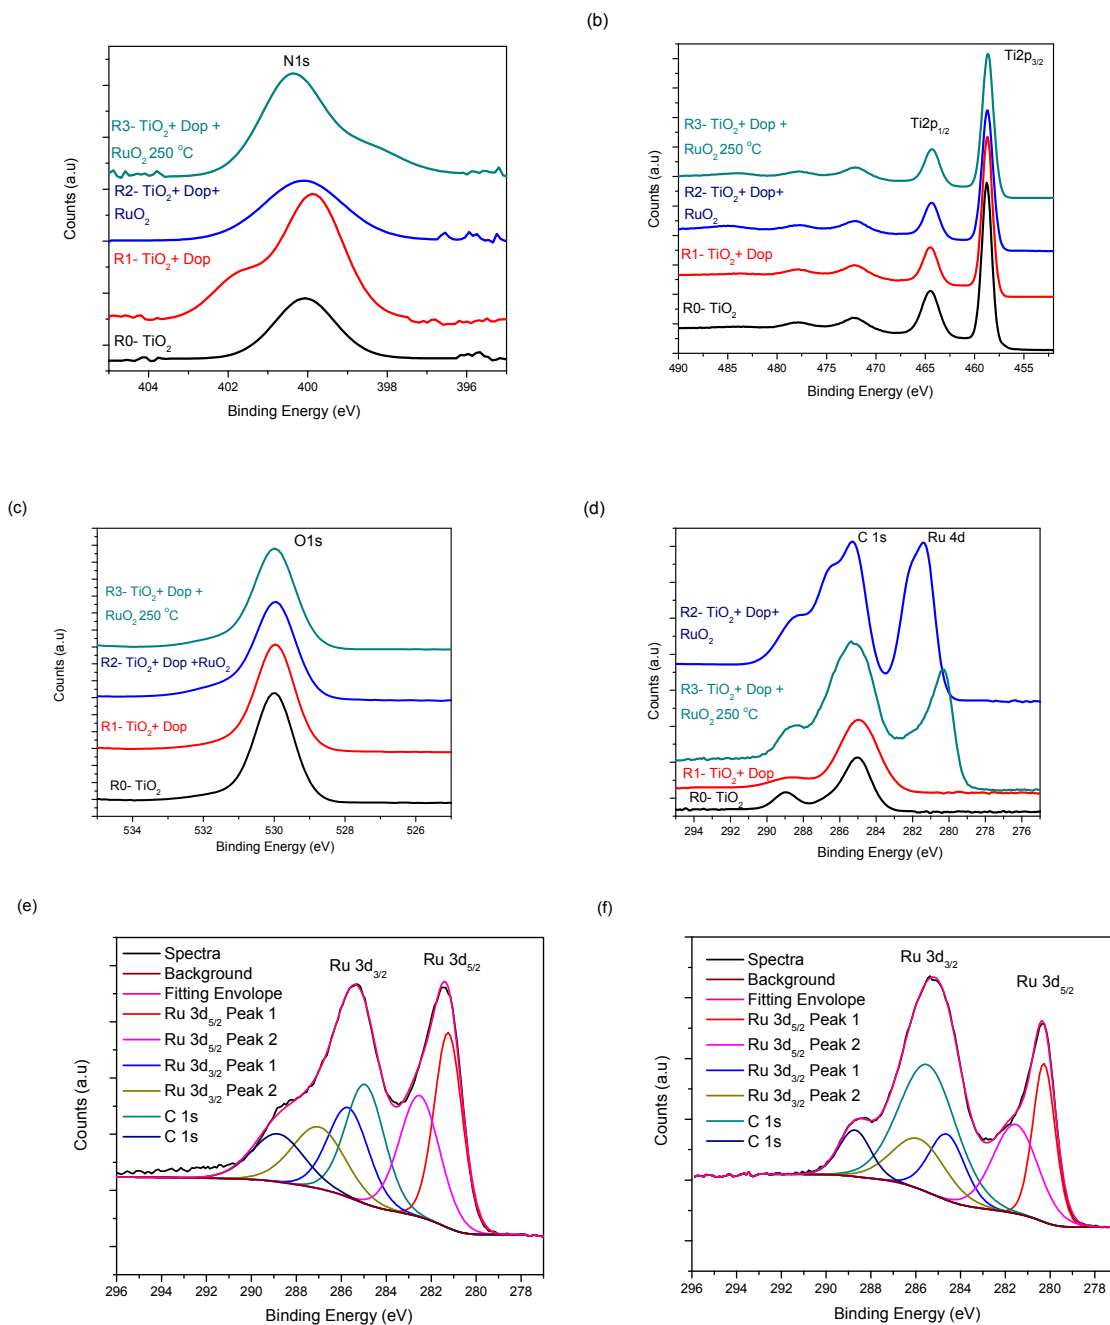 (b)
N1s
R3- TiO₂+ Dop +
RuO₂ 250 °C
R2- TiO₂+ Dop+
RuO₂
R1- TiO₂+ Dop
R0- TiO₂
Counts (a.u)
404 402 400 398 396
Binding Energy (eV)
Ti2p3/2
Ti2p1/2
R3- TiO₂+ Dop +
RuO₂ 250 °C
R2- TiO₂+ Dop+
RuO₂
R1- TiO₂+ Dop
R0- TiO₂
Counts (a.u)
490 485 480 475 470 465 460 455
Binding Energy (eV)
(c)
O1s
R3- TiO₂+ Dop +
RuO₂ 250 °C
R2- TiO₂+ Dop +RuO₂
R1- TiO₂+ Dop
R0- TiO₂
Counts (a.u)
534 532 530 528 526
Binding Energy (eV)
(d)
C 1s Ru 4d
R2- TiO₂+ Dop+
RuO₂
R3- TiO₂+ Dop +
RuO₂ 250 °C
R1- TiO₂+ Dop
R0- TiO₂
Counts (a.u)
294 292 290 288 286 284 282 280 278 276
Binding Energy (eV)
(e)
Spectra
Background
Fitting Envolope
Ru 3d5/2 Peak 1
Ru 3d5/2 Peak 2
Ru 3d3/2 Peak 1
Ru 3d3/2 Peak 2
C 1s
C 1s
Ru 3d3/2
Ru 3d5/2
Counts (a.u)
296 294 292 290 288 286 284 282 280 278
Binding Energy (eV)
(f)
Spectra
Background
Fitting Envolope
Ru 3d5/2 Peak 1
Ru 3d5/2 Peak 2
Ru 3d3/2 Peak 1
Ru 3d3/2 Peak 2
C 1s
C 1s
Ru 3d3/2
Ru 3d5/2
Counts (a.u)
296 294 292 290 288 286 284 282 280 278
Binding Energy (eV)